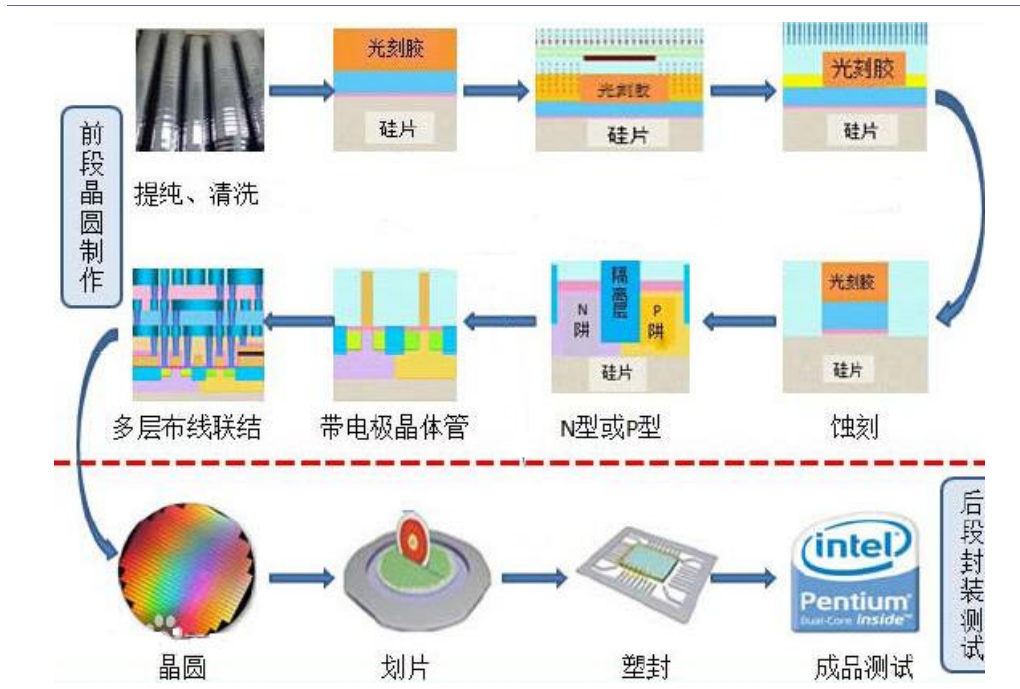 光刻胶
硅片
光刻胶
硅片
光刻胶
硅片
前段晶圆制作
提纯、清洗
光刻胶
硅片
隔离层
N阱
P阱
硅片
多层布线联结
带电极晶体管
N型或P型
蚀刻
后段封装测试
intel
Pentium
Dual-Core inside
晶圆
划片
塑封
成品测试